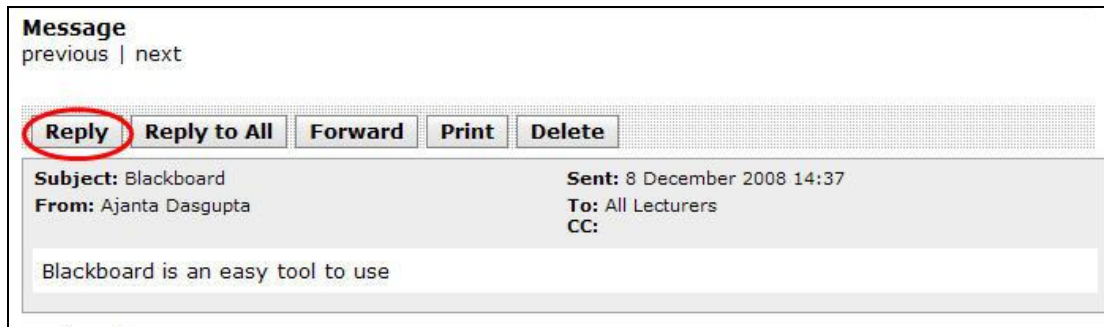 Message
previous | next
Reply Reply to All Forward Print Delete
Subject: Blackboard Sent: 8 December 2008 14:37
From: Ajanta Dasgupta To: All Lecturers
CC:
Blackboard is an easy tool to use